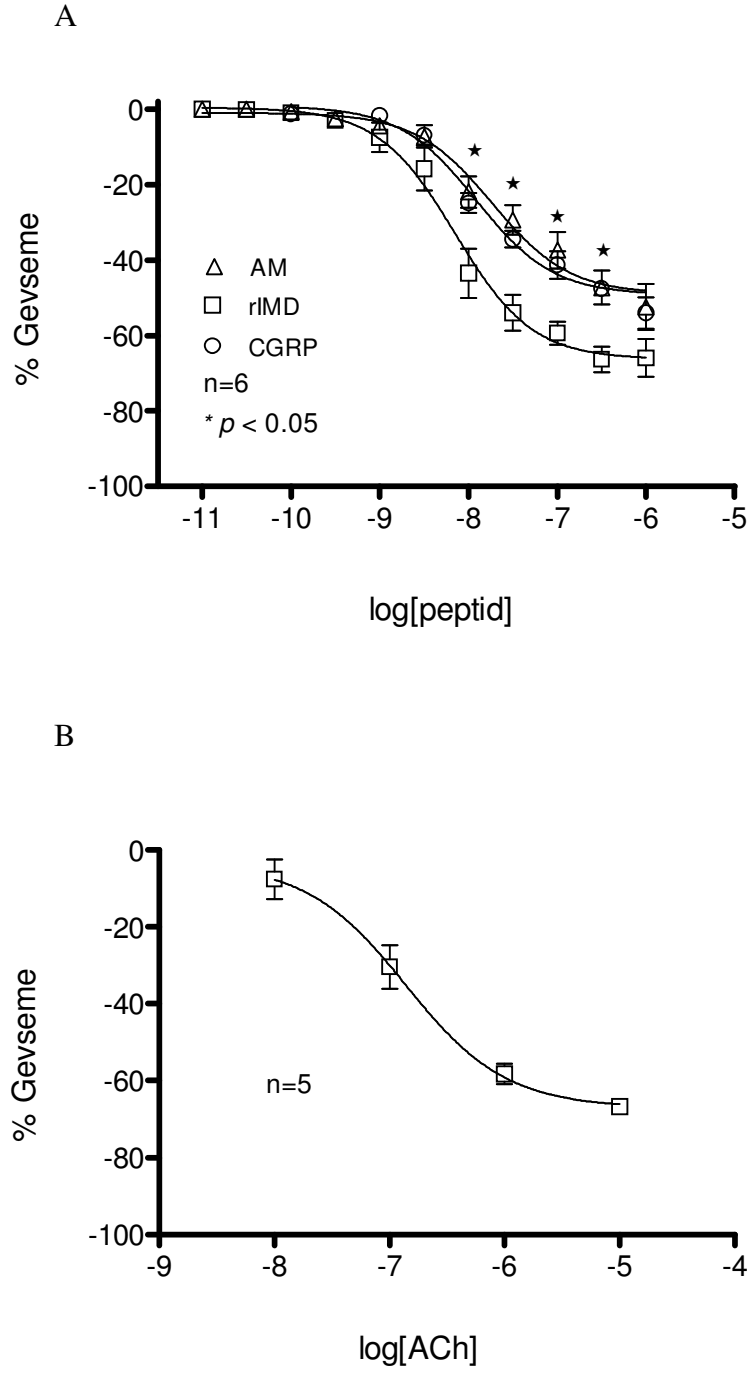 A
0
-20
-40
-60
-80
-100
% Gevseme
AM
rIMD
CGRP
n=6
* p < 0.05
-11 -10 -9 -8 -7 -6 -5
log[peptid]
B
0
-20
-40
-60
-80
-100
% Gevseme
n=5
-9 -8 -7 -6 -5 -4
log[ACh]